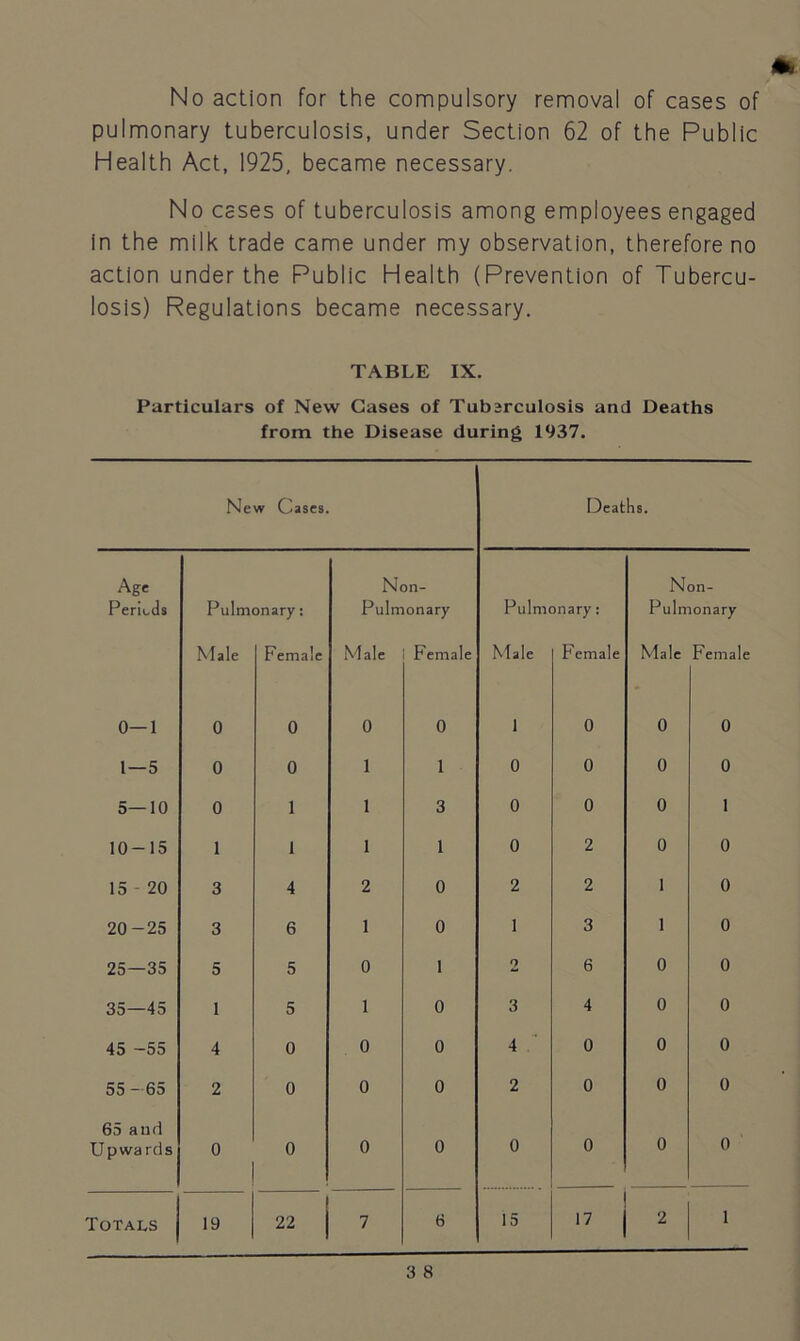 No action for the compulsory removal of cases of
pulmonary tuberculosis, under Section 62 of the Public
Health Act, 1925, became necessary.
No cases of tuberculosis among employees engaged
in the milk trade came under my observation, therefore no
action under the Public Health (Prevention of Tubercu-
losis) Regulations became necessary.
TABLE IX.
Particulars of New Cases of Tuberculosis and Deaths
from the Disease during 1937.
New Cases. Deaths.
Age Non- Non-
Periods Pulmonary: Pulmonary Pulmonary: Pulmonary
Male Female Male Female Male Female Male Female
0—1 0 0 0 0 1 0 0 0
1—5 0 0 1 1 0 0 0 0
5—10 0 1 1 3 0 0 0 1
10-15 1 1 1 1 0 2 0 0
15-20 3 4 2 0 2 2 1 0
20-25 3 6 1 0 1 3 1 0
25—35 5 5 0 1 2 6 0 0
35—45 1 5 1 0 3 4 0 0
45-55 4 0 0 0 4 0 0 0
55-65 2 0 0 0 2 0 0 0
65 and
Upwards 0 0 0 0 0 0 0 0
TOTALS 19 22 7 6 15 17 2 1
38